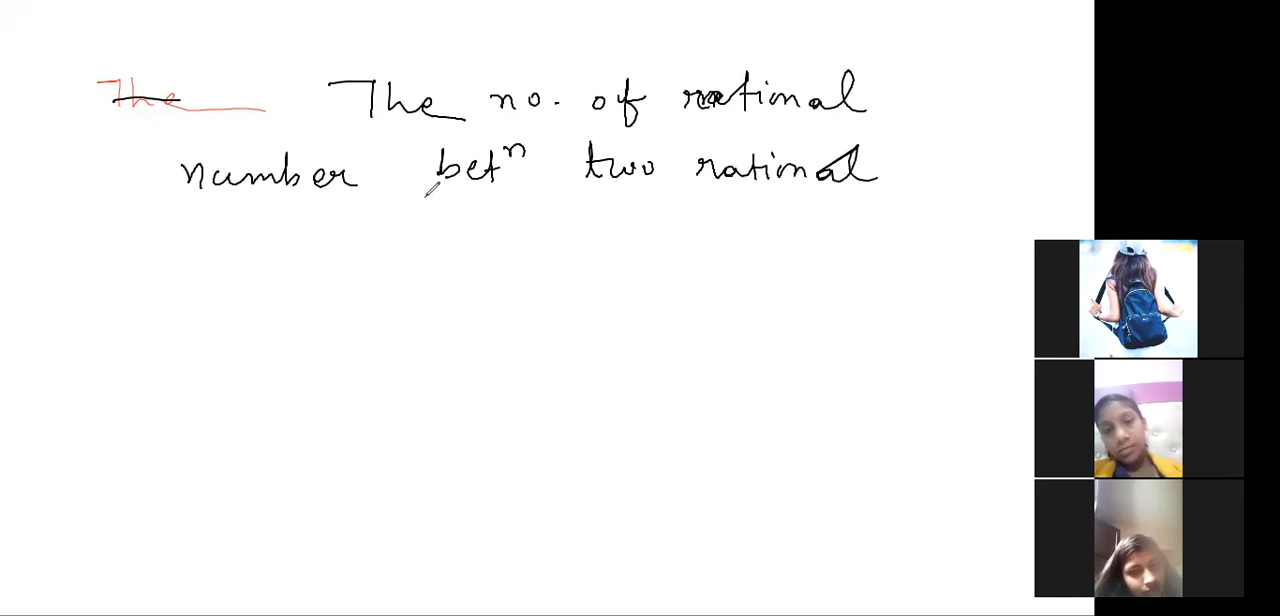 The The no. of rational
number betn two rational